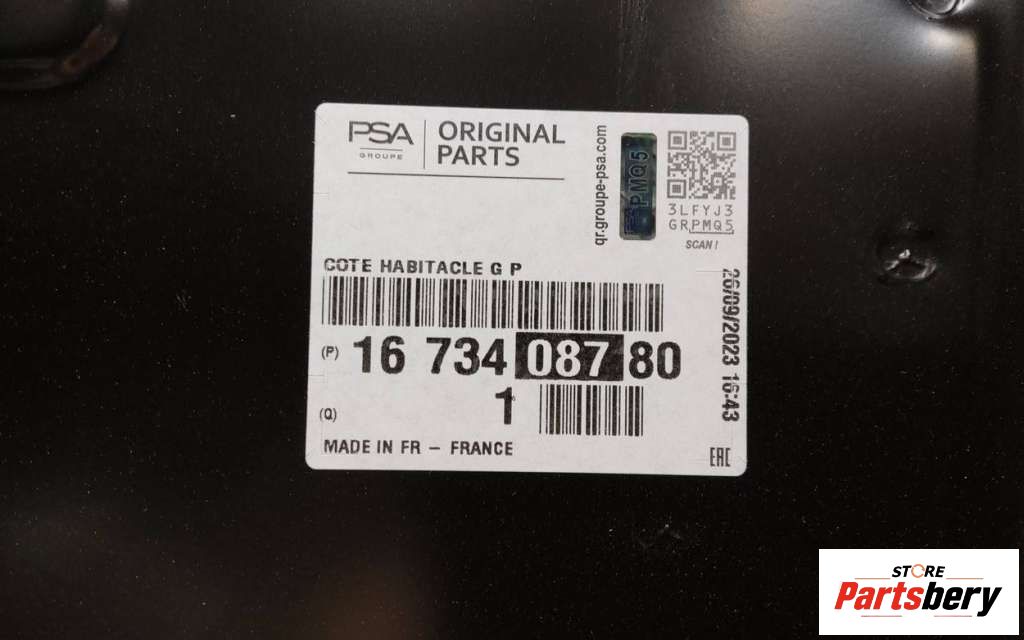 PSA
GROUPE
ORIGINAL
PARTS
qr.groupe-psa.com
PMQ5
3LFYJ3
GRPMQ5
SCAN!
COTE HABITACLE G P
(P) 16 734 087 80
(Q) 1
MADE IN FR – FRANCE
26/09/2023 16:43
EAC
STORE
Partsbery